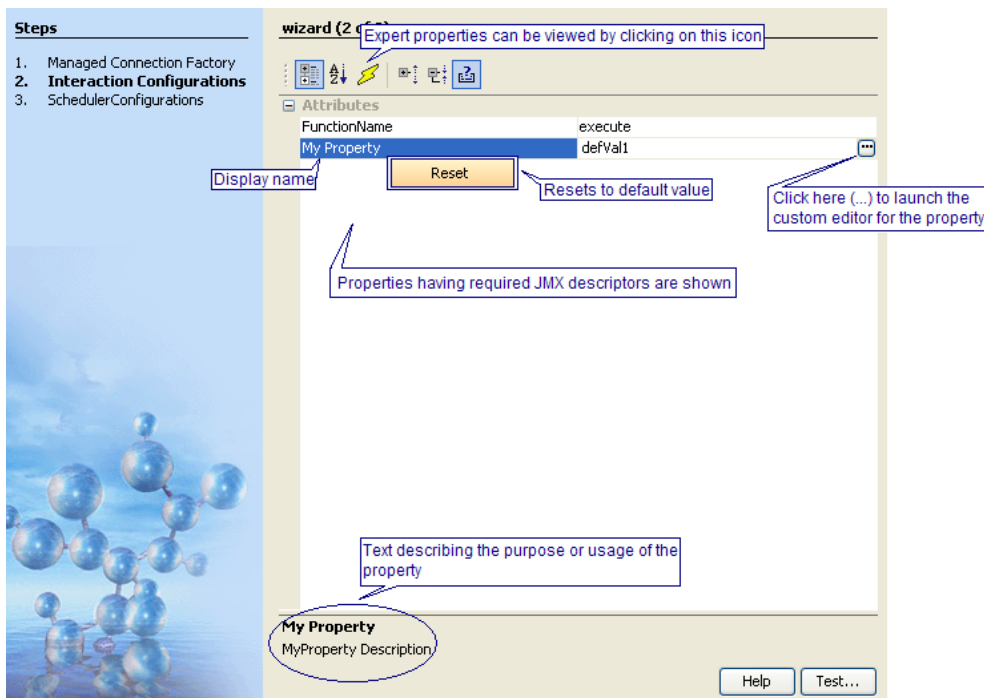 Steps
1. Managed Connection Factory
2. Interaction Configurations
3. SchedulerConfigurations
wizard (2 of
Expert properties can be viewed by clicking on this icon
Attributes
FunctionName execute
My Property defVal1
Display name
Reset
Resets to default value
Click here (...) to launch the
custom editor for the property
Properties having required JMX descriptors are shown
Text describing the purpose or usage of the
property
My Property
MyProperty Description
Help Test...